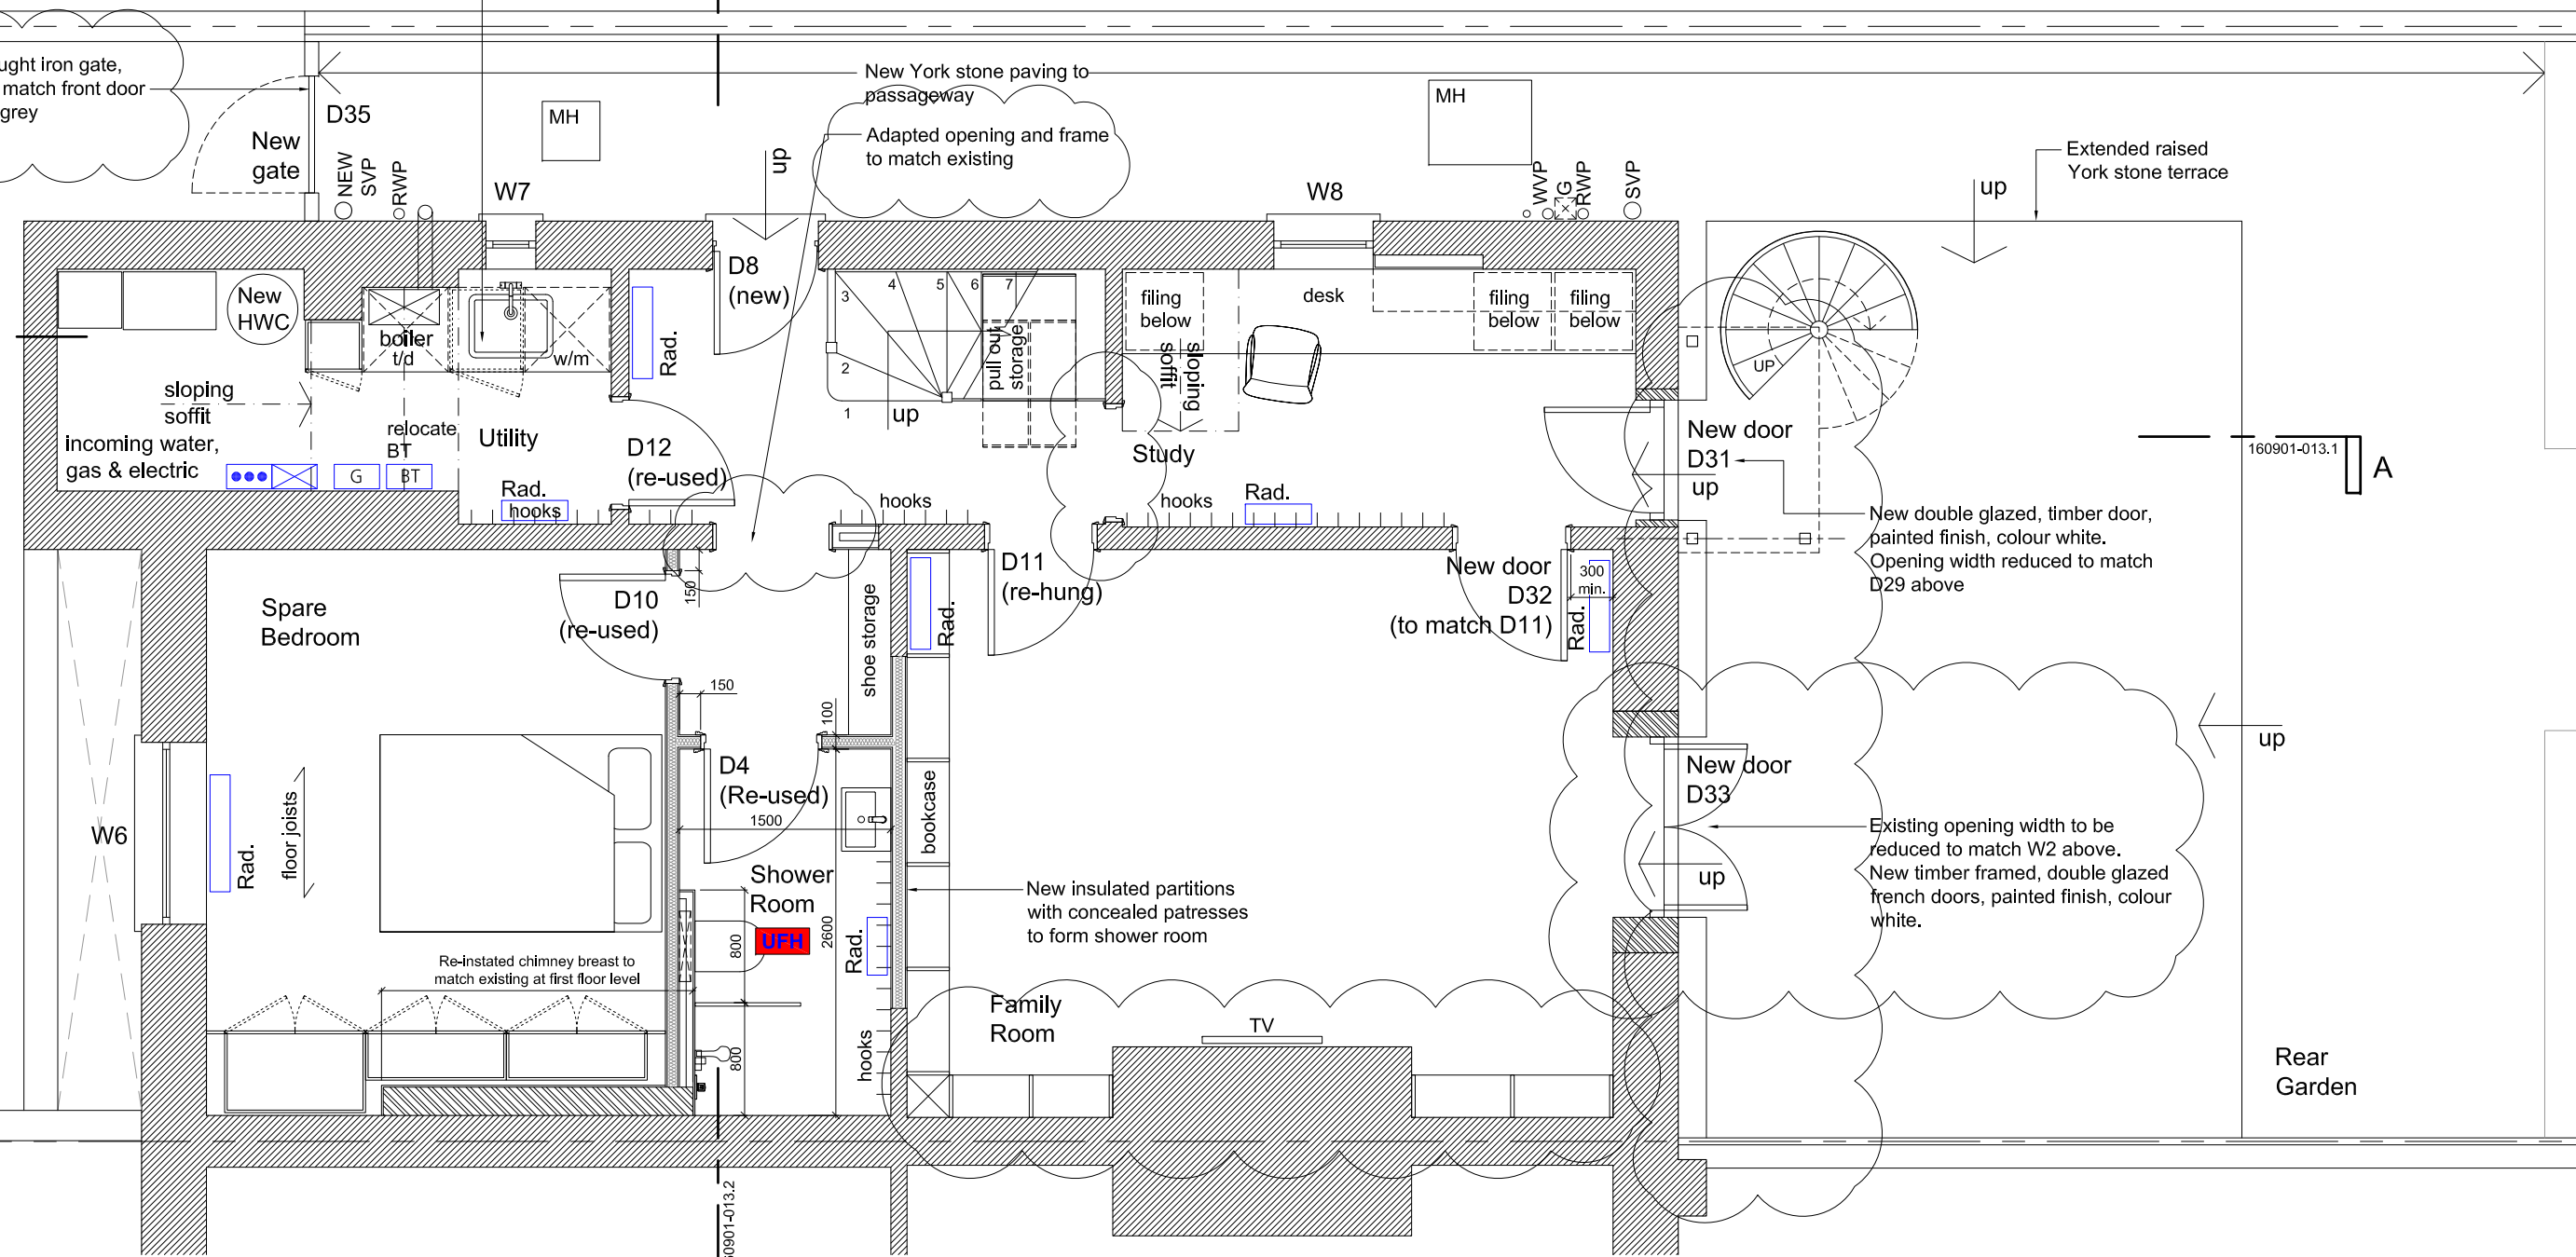 ught iron gate,
match front door
grey
New
gate
D35
NEW
SVP
RWP
MH
W7
New York stone paving to
passageway
Adapted opening and frame
to match existing
up
MH
W8
WVP
G
RWP
SVP
Extended raised
York stone terrace
up
New
HWC
boiler
t/d
w/m
sloping
soffit
incoming water,
gas & electric
relocate
BT
G
BT
Utility
Rad.
hooks
Rad.
D8
(new)
D12
(re-used)
1
2
3
4
5
6
7
up
pull out
storage
hooks
filing
below
desk
filing
below
filing
below
sloping
soffit
Study
hooks
Rad.
UP
New door
D31
up
New double glazed, timber door,
painted finish, colour white.
Opening width reduced to match
D29 above
160901-013.1
A
Spare
Bedroom
D10
(re-used)
150
150
shoe storage
100
Rad.
D11
(re-hung)
New door
D32
(to match D11)
300
min.
Rad.
W6
Rad.
floor joists
D4
(Re-used)
1500
Shower
Room
UFH
800
800
2600
Rad.
hooks
bookcase
New insulated partitions
with concealed patresses
to form shower room
Re-instated chimney breast to
match existing at first floor level
Family
Room
TV
New door
D33
up
up
Existing opening width to be
reduced to match W2 above.
New timber framed, double glazed
french doors, painted finish, colour
white.
Rear
Garden
60901-013.2